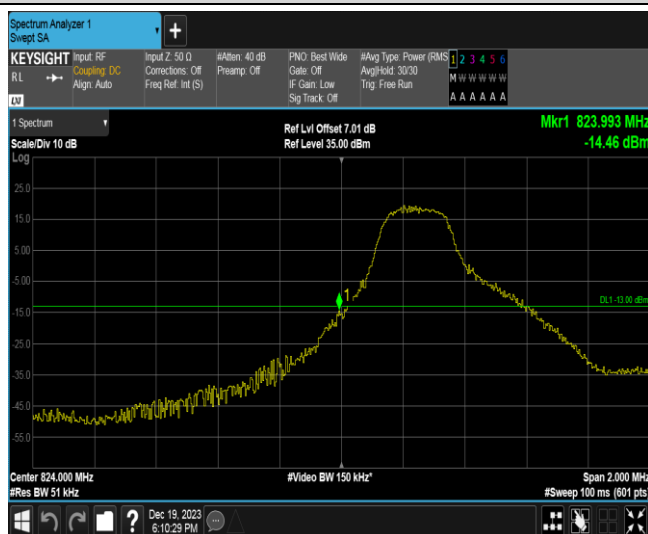 Spectrum Analyzer 1
Swept SA
KEYSIGHT
RL
Input: RF
Coupling: DC
Align: Auto
Input Z: 50 Ω
Corrections: Off
Freq Ref: Int (S)
#Atten: 40 dB
Preamp: Off
PNO: Best Wide
Gate: Off
IF Gain: Low
Sig Track: Off
#Avg Type: Power (RMS
Avg|Hold: 30/30
Trig: Free Run
1 2 3 4 5 6
M W W W W W
A A A A A A
LXI
1 Spectrum
Scale/Div 10 dB
Ref Lvl Offset 7.01 dB
Ref Level 35.00 dBm
Mkr1 823.993 MHz
-14.46 dBm
Log
25.0
15.0
5.00
-5.00
-15.0
-25.0
-35.0
-45.0
-55.0
1
DL1 -13.00 dBm
Center 824.000 MHz
#Res BW 51 kHz
#Video BW 150 kHz*
Span 2.000 MHz
#Sweep 100 ms (601 pts)
?
Dec 19, 2023
6:10:29 PM